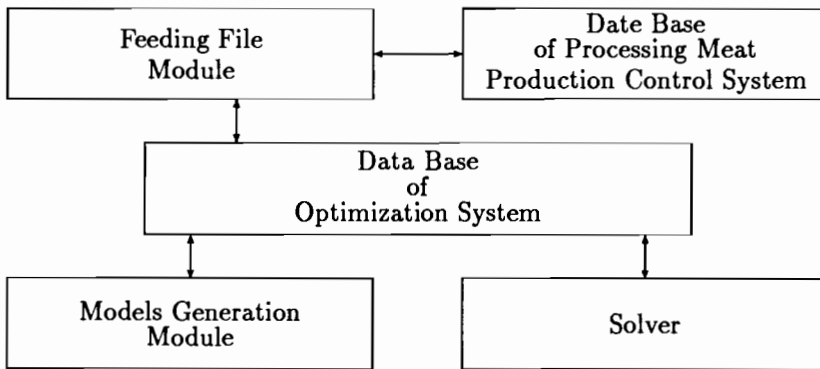 Feeding File
Module
Date Base
of Processing Meat
Production Control System
Data Base
of
Optimization System
Models Generation
Module
Solver